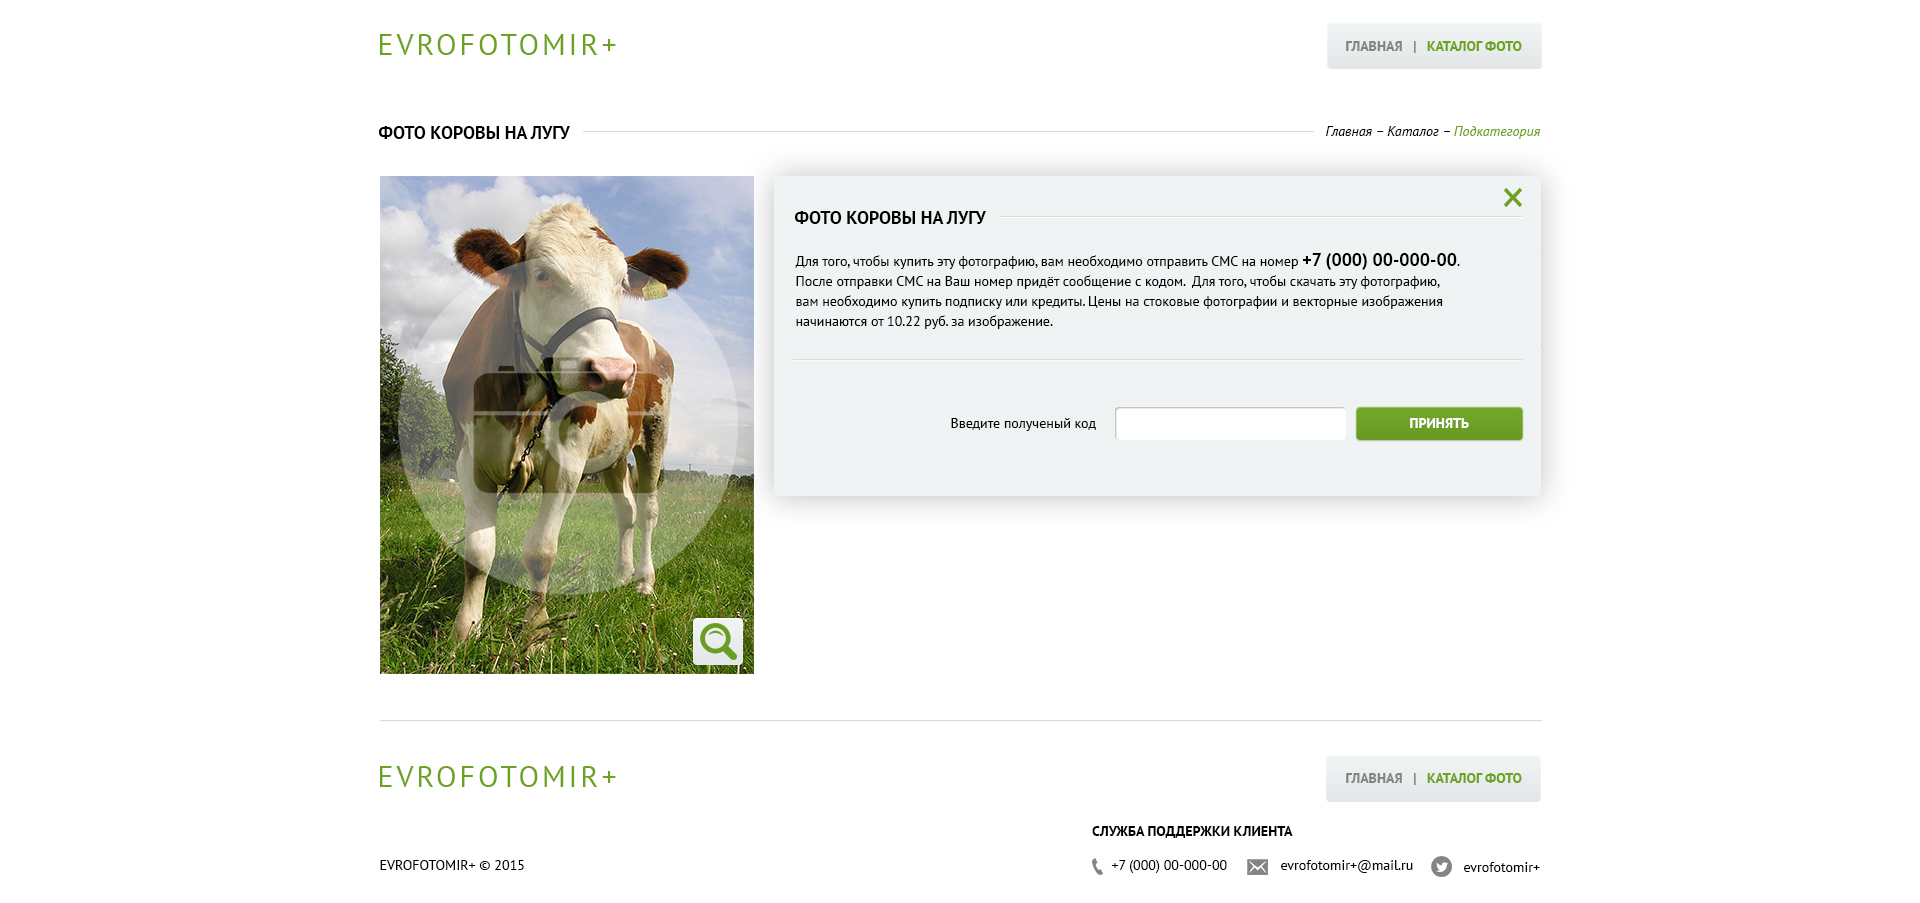 EVROFOTOMIR+
ГЛАВНАЯ | КАТАЛОГ ФОТО
ФОТО КОРОВЫ НА ЛУГУ
Главная – Каталог – Подкатегория
ФОТО КОРОВЫ НА ЛУГУ
Для того, чтобы купить эту фотографию, вам необходимо отправить СМС на номер +7 (000) 00-000-00.
После отправки СМС на Ваш номер придёт сообщение с кодом. Для того, чтобы скачать эту фотографию,
вам необходимо купить подписку или кредиты. Цены на стоковые фотографии и векторные изображения
начинаются от 10.22 руб. за изображение.
Введите полученый код
ПРИНЯТЬ
EVROFOTOMIR+
ГЛАВНАЯ | КАТАЛОГ ФОТО
СЛУЖБА ПОДДЕРЖКИ КЛИЕНТА
EVROFOTOMIR+ © 2015
+7 (000) 00-000-00
evrofotomir+@mail.ru
evrofotomir+